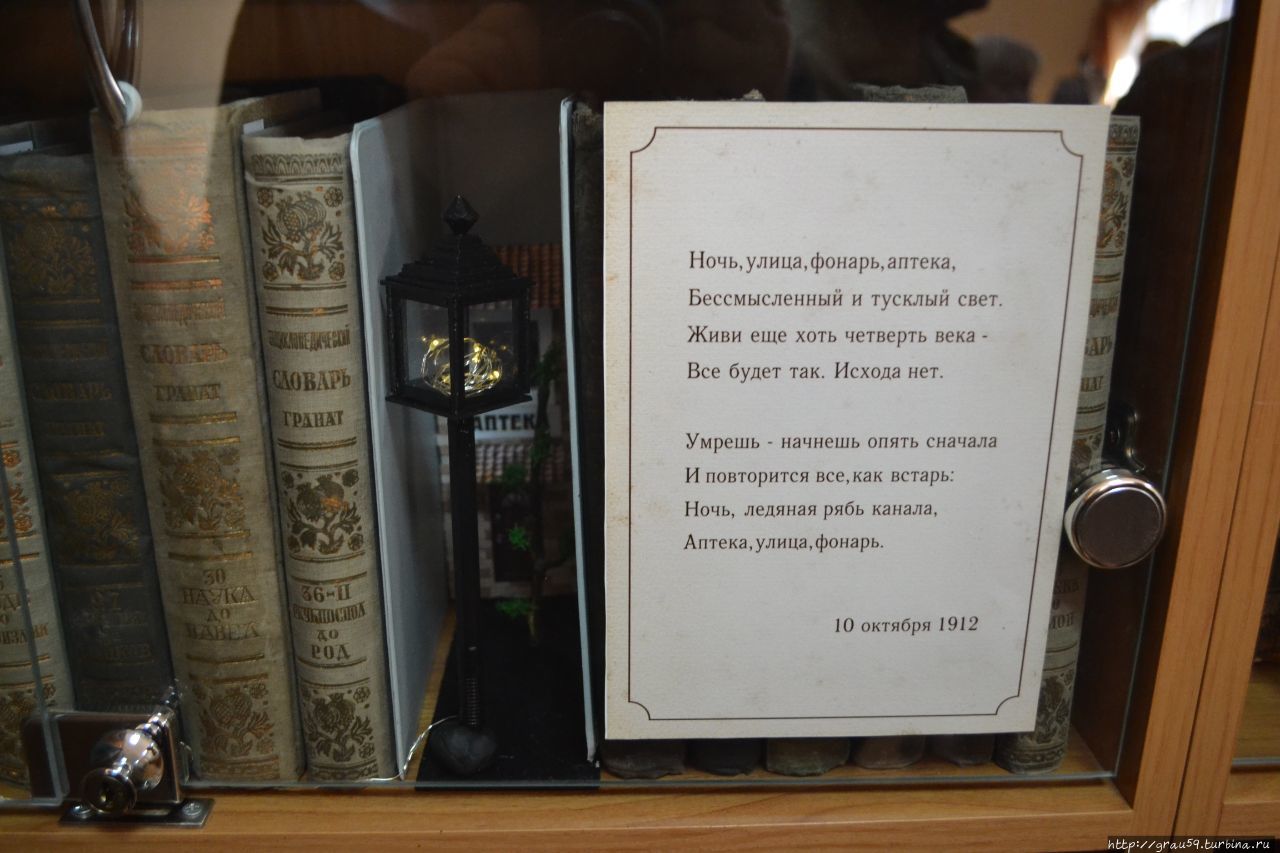 СЛОВАРЬ
ГРАНАТ
30
НАУКА
ДО
ПАВЕЛ
ЭНЦИКЛОПЕДИЧЕСКИЙ
СЛОВАРЬ
ГРАНАТ
36-II
ДО
РОД
АПТЕКА
Ночь,улица,фонарь,аптека,
Бессмысленный и тусклый свет.
Живи еще хоть четверть века -
Все будет так. Исхода нет.
Умрешь - начнешь опять сначала
И повторится все,как встарь:
Ночь, ледяная рябь канала,
Аптека,улица,фонарь.
10 октября 1912
http://grau59.turbina.ru